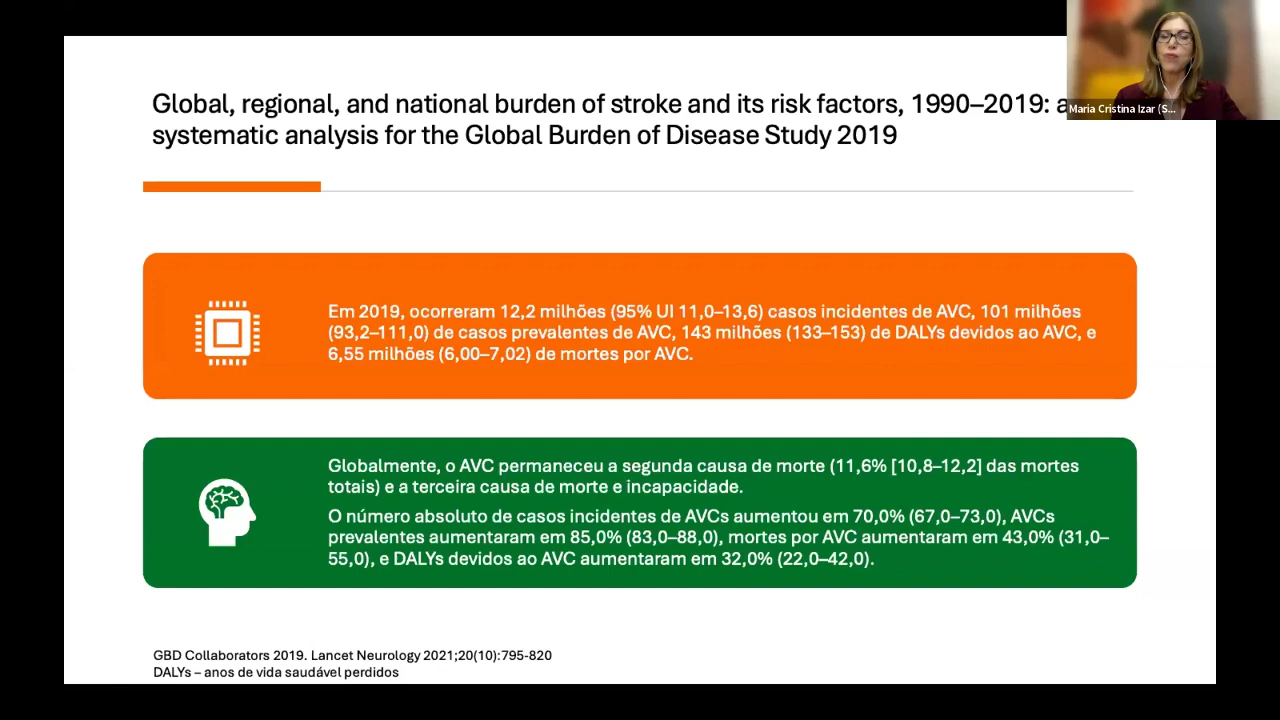 Global, regional, and national burden of stroke and its risk factors, 1990–2019: a
systematic analysis for the Global Burden of Disease Study 2019
Maria Cristina Izar (S...
Em 2019, ocorreram 12,2 milhões (95% UI 11,0–13,6) casos incidentes de AVC, 101 milhões
(93,2–111,0) de casos prevalentes de AVC, 143 milhões (133–153) de DALYs devidos ao AVC, e
6,55 milhões (6,00–7,02) de mortes por AVC.
Globalmente, o AVC permaneceu a segunda causa de morte (11,6% [10,8–12,2] das mortes
totais) e a terceira causa de morte e incapacidade.
O número absoluto de casos incidentes de AVCs aumentou em 70,0% (67,0–73,0), AVCs
prevalentes aumentaram em 85,0% (83,0–88,0), mortes por AVC aumentaram em 43,0% (31,0–
55,0), e DALYs devidos ao AVC aumentaram em 32,0% (22,0–42,0).
GBD Collaborators 2019. Lancet Neurology 2021;20(10):795-820
DALYs – anos de vida saudável perdidos